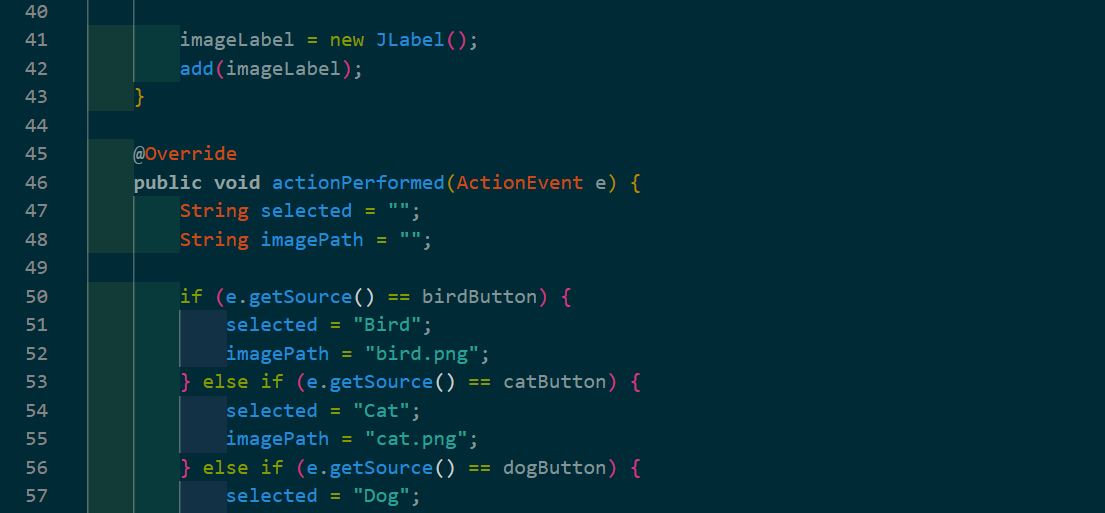 40
41 imageLabel = new JLabel();
42 add(imageLabel);
43 }
44
45 @Override
46 public void actionPerformed(ActionEvent e) {
47 String selected = "";
48 String imagePath = "";
49
50 if (e.getSource() == birdButton) {
51 selected = "Bird";
52 imagePath = "bird.png";
53 } else if (e.getSource() == catButton) {
54 selected = "Cat";
55 imagePath = "cat.png";
56 } else if (e.getSource() == dogButton) {
57 selected = "Dog";